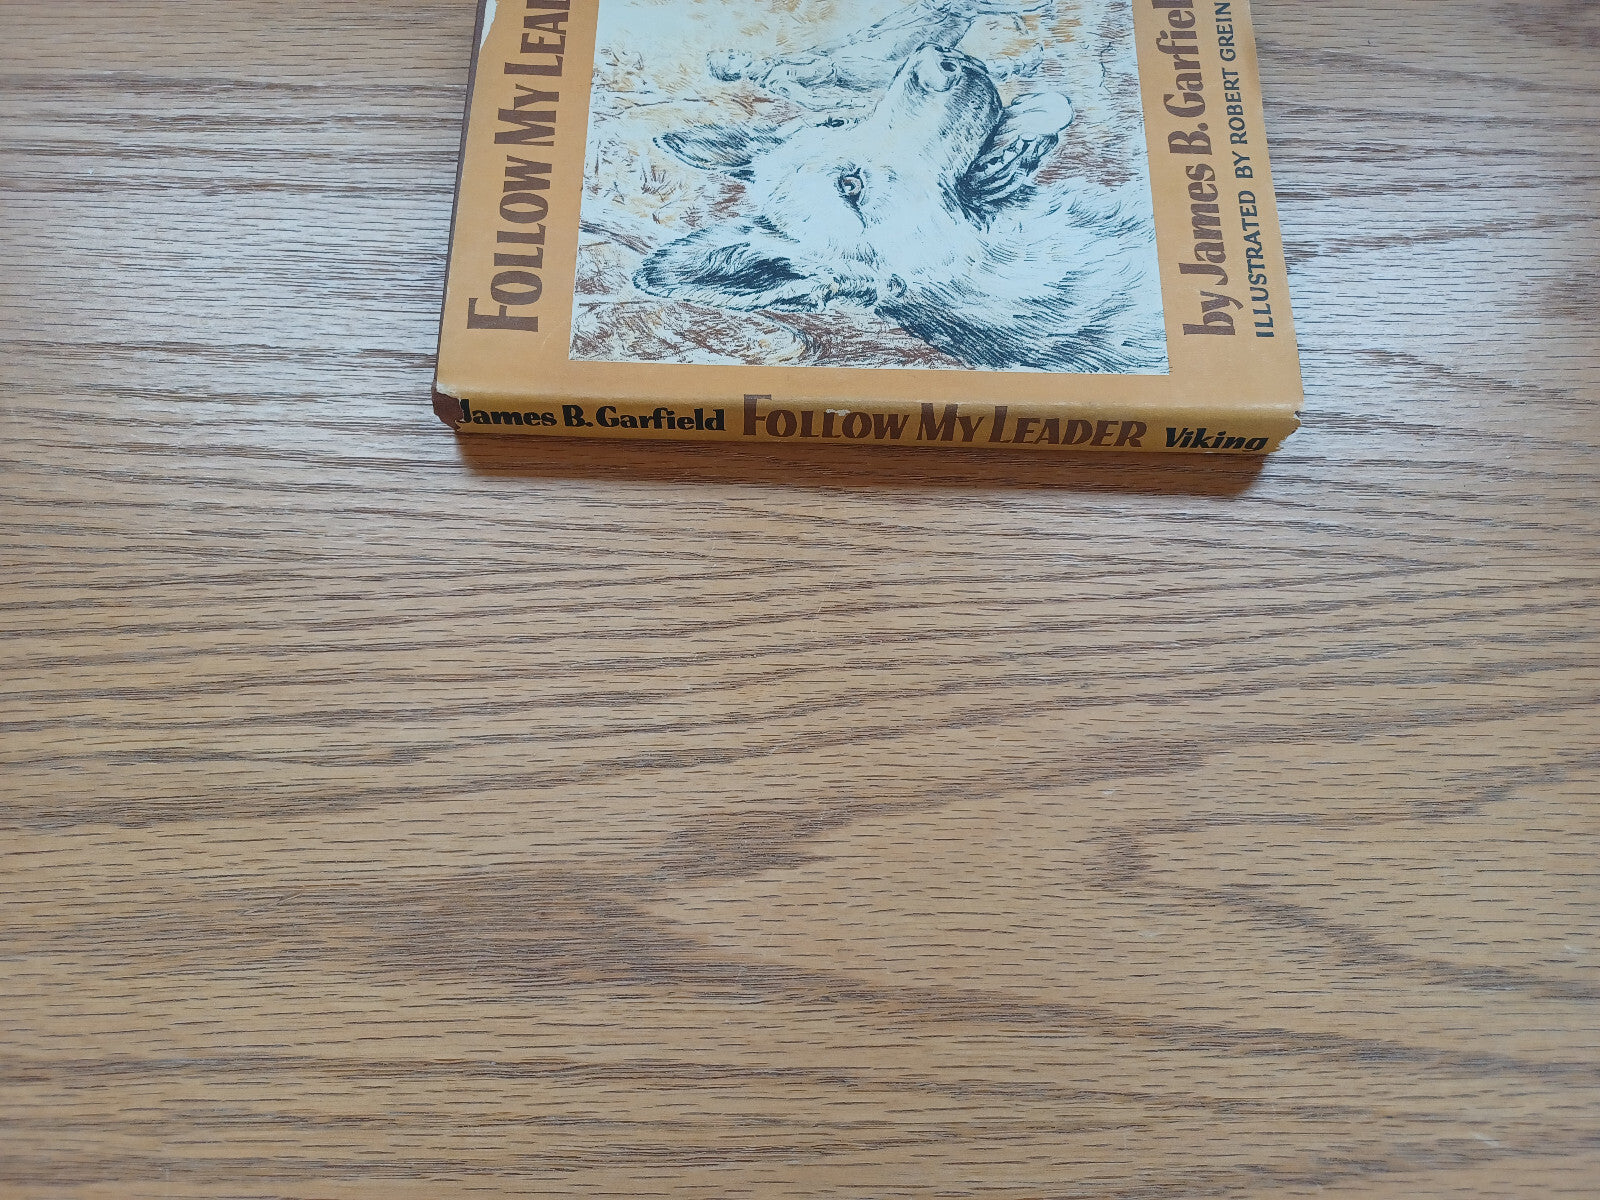 FOLLOW MY LEAD
by James B. Garfiel
ILLUSTRATED BY ROBERT GREIN
James B. Garfield FOLLOW MY LEADER Viking